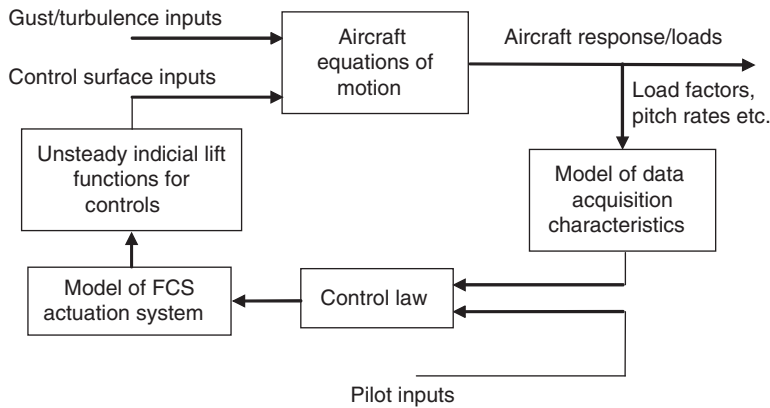 Gust/turbulence inputs
Aircraft
equations of
motion
Aircraft response/loads
Control surface inputs
Load factors,
pitch rates etc.
Unsteady indicial lift
functions for
controls
Model of data
acquisition
characteristics
Model of FCS
actuation system
Control law
Pilot inputs